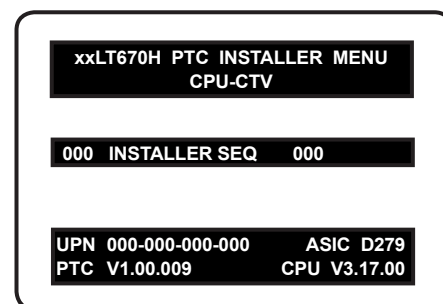 xxLT670H PTC INSTALLER MENU
CPU-CTV
000 INSTALLER SEQ 000
UPN 000-000-000-000 ASIC D279
PTC V1.00.009 CPU V3.17.00